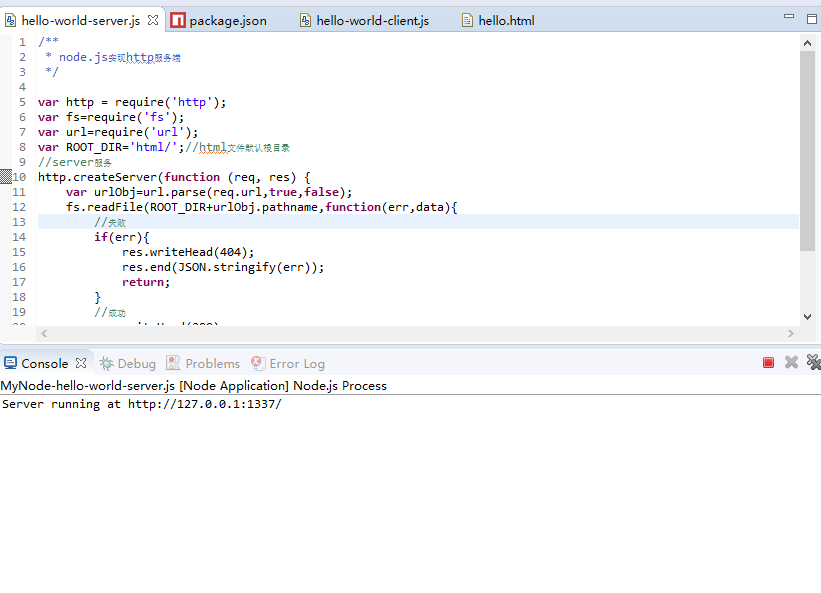 hello-world-server.js package.json hello-world-client.js hello.html
1 /**
2 * node.js实现http服务端
3 */
4
5 var http = require('http');
6 var fs=require('fs');
7 var url=require('url');
8 var ROOT_DIR='html/';//html文件默认根目录
9 //server服务
10 http.createServer(function (req, res) {
11 var urlObj=url.parse(req.url,true,false);
12 fs.readFile(ROOT_DIR+urlObj.pathname,function(err,data){
13 //失败
14 if(err){
15 res.writeHead(404);
16 res.end(JSON.stringify(err));
17 return;
18 }
19 //成功
Console Debug Problems Error Log
MyNode-hello-world-server.js [Node Application] Node.js Process
Server running at http://127.0.0.1:1337/